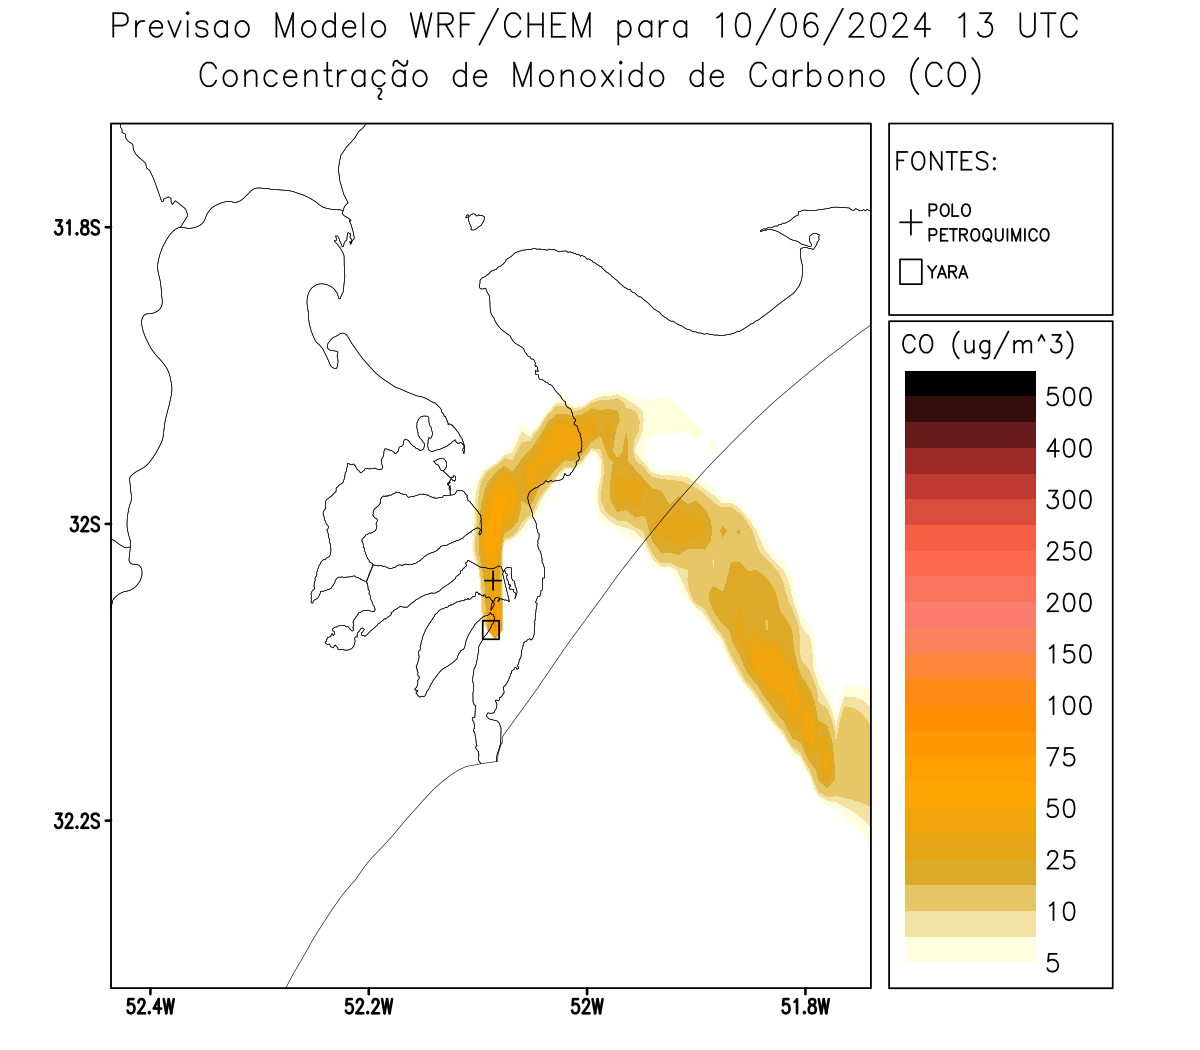 Previsao Modelo WRF/CHEM para 10/06/2024 13 UTC
Concentração de Monoxido de Carbono (CO)
FONTES:
POLO
PETROQUIMICO
YARA
CO (ug/m^3)
500
400
300
250
200
150
100
75
50
25
10
5
31.8S
32S
32.2S
52.4W
52.2W
52W
51.8W